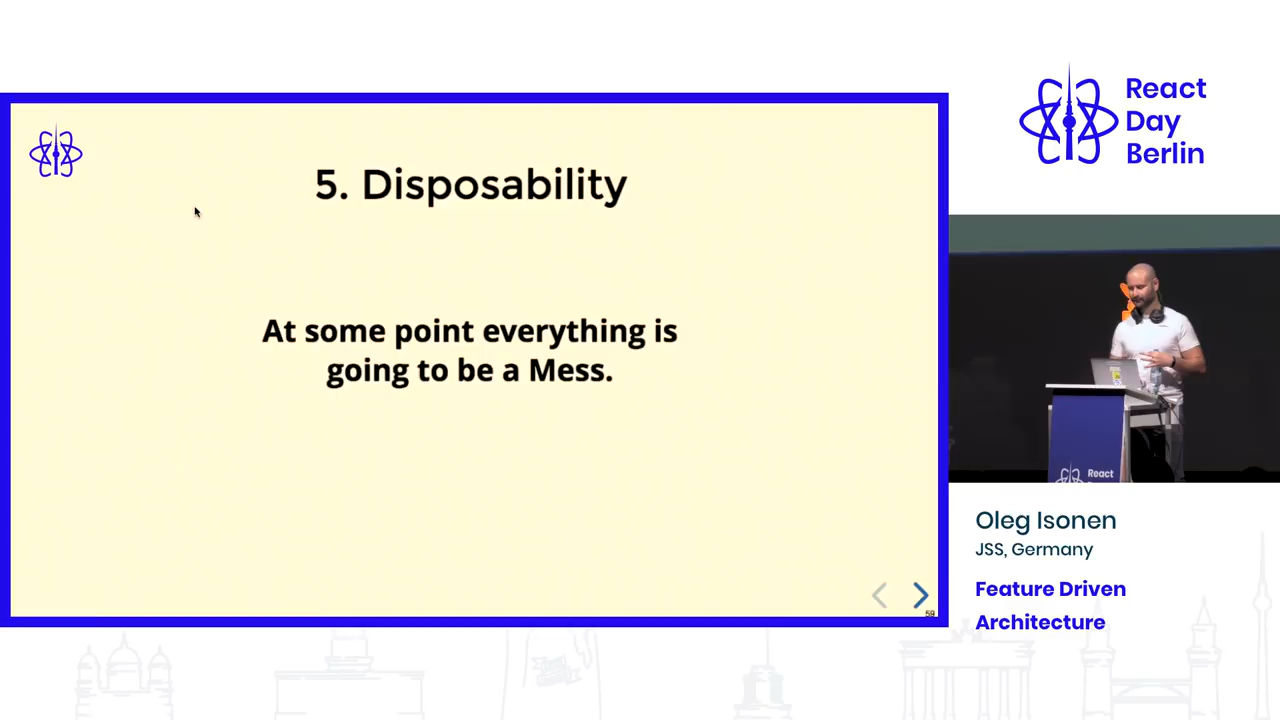 5. Disposability
At some point everything is
going to be a Mess.
59
React
Day
Berlin
React
Oleg Isonen
JSS, Germany
Feature Driven
Architecture